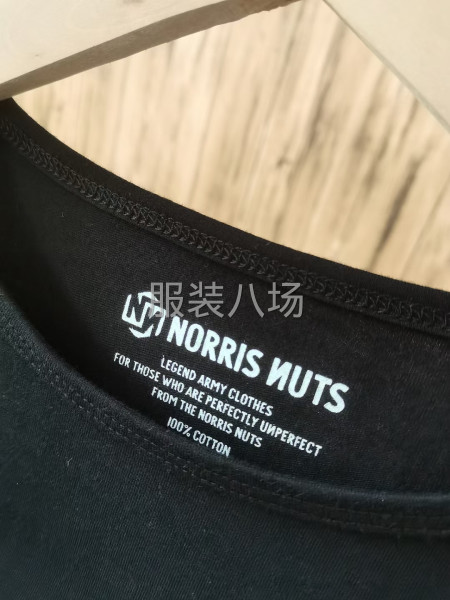 服装八场
NORRIS NUTS
LEGEND ARMY CLOTHES
FOR THOSE WHO ARE PERFECTLY UNPERFECT
FROM THE NORRIS NUTS
100% COTTON